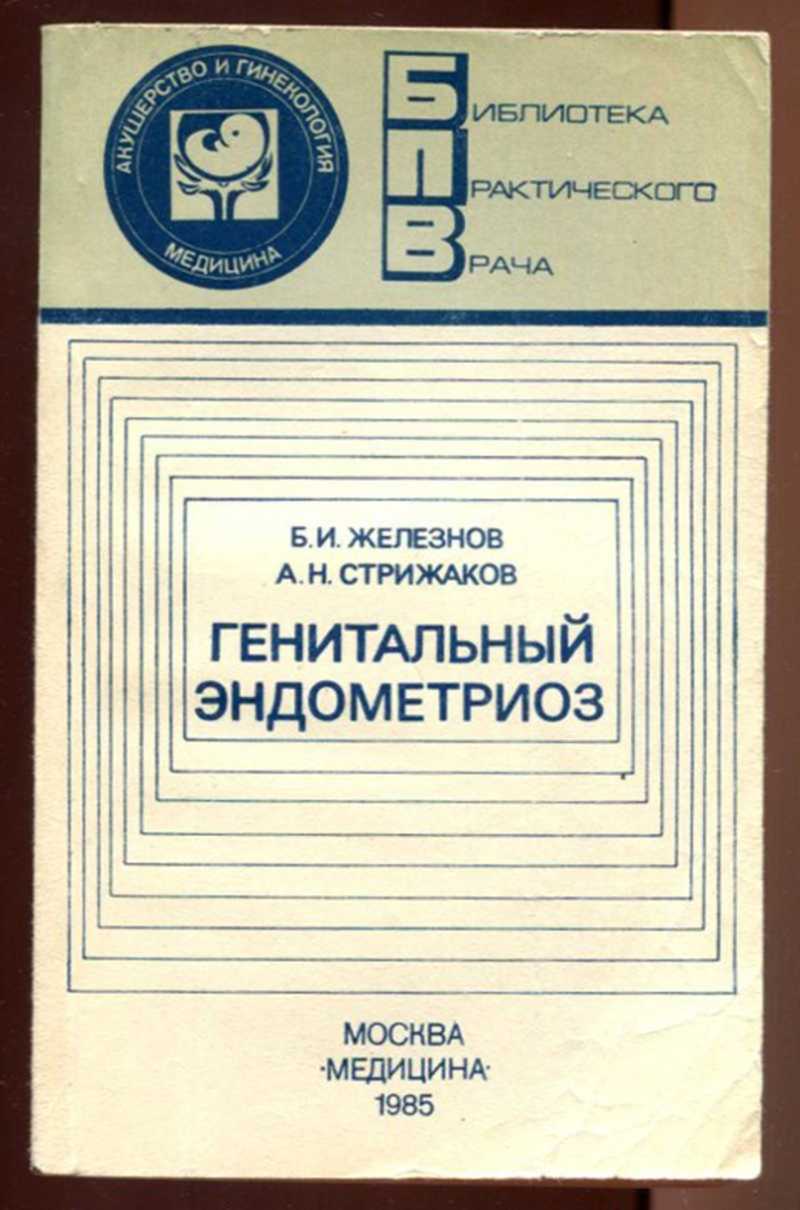 АКУШЕРСТВО И ГИНЕКОЛОГИЯ
МЕДИЦИНА
БИБЛИОТЕКА
ПРАКТИЧЕСКОГО
ВРАЧА
Б.И. ЖЕЛЕЗНОВ
А.Н. СТРИЖАКОВ
ГЕНИТАЛЬНЫЙ
ЭНДОМЕТРИОЗ
МОСКВА
·МЕДИЦИНА·
1985